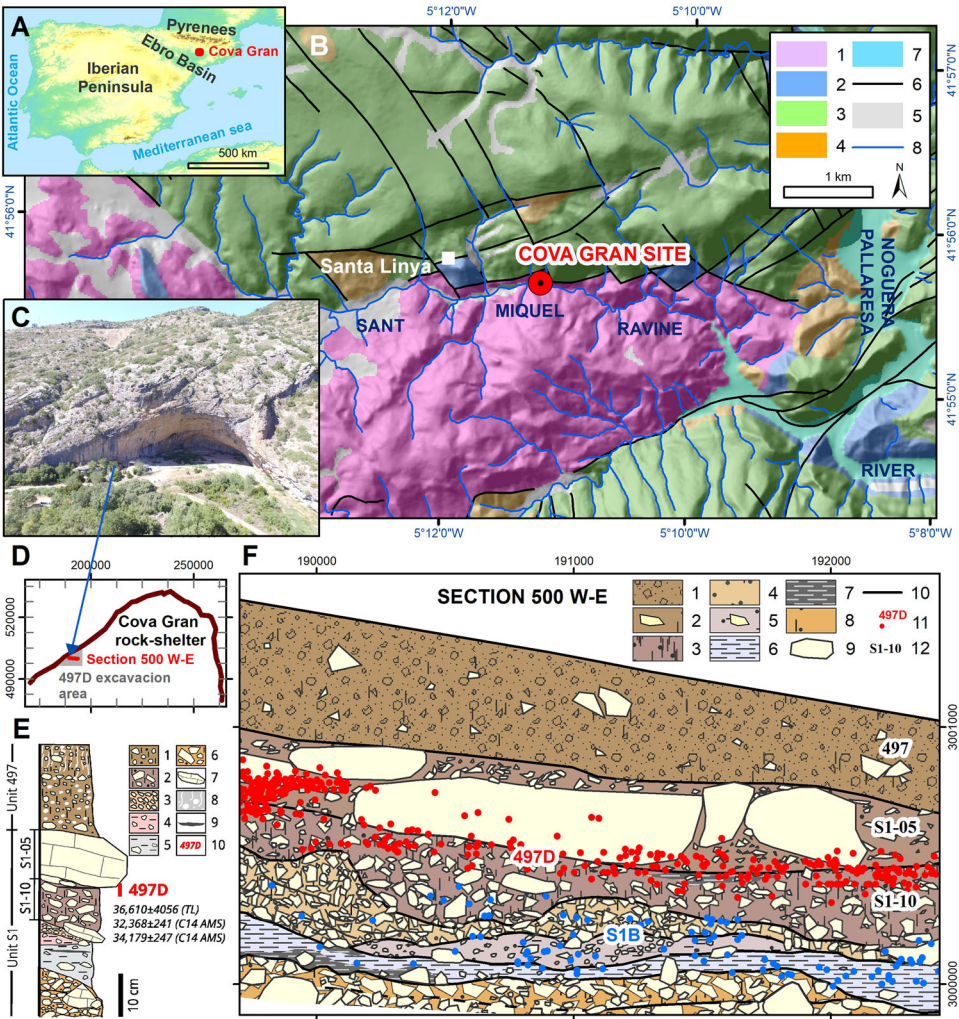 A
Pyrenees
Cova Gran
Ebro Basin
Iberian
Peninsula
Atlantic Ocean
Mediterranean sea
500 km
B
5°12'0"W
5°10'0"W
41°57'0"N
41°56'0"N
41°56'0"N
41°55'0"N
1
2
3
4
7
6
5
8
1 km
N
Santa Linya
COVA GRAN SITE
SANT
MIQUEL
RAVINE
NOGUERA
PALLARESA
RIVER
5°12'0"W
5°10'0"W
5°8'0"W
C
D
200000
250000
520000
490000
Cova Gran
rock-shelter
Section 500 W-E
497D excavacion
area
E
Unit 497
Unit S1
S1-05
S1-10
1
2
3
4
5
6
7
8
9
497D
10
497D
36,610±4056 (TL)
32,368±241 (C14 AMS)
34,179±247 (C14 AMS)
10 cm
F
190000
191000
192000
SECTION 500 W-E
1
2
3
4
5
6
7
8
9
10
497D
11
S1-10
12
3001000
3000000
497
S1-05
497D
S1-10
S1B